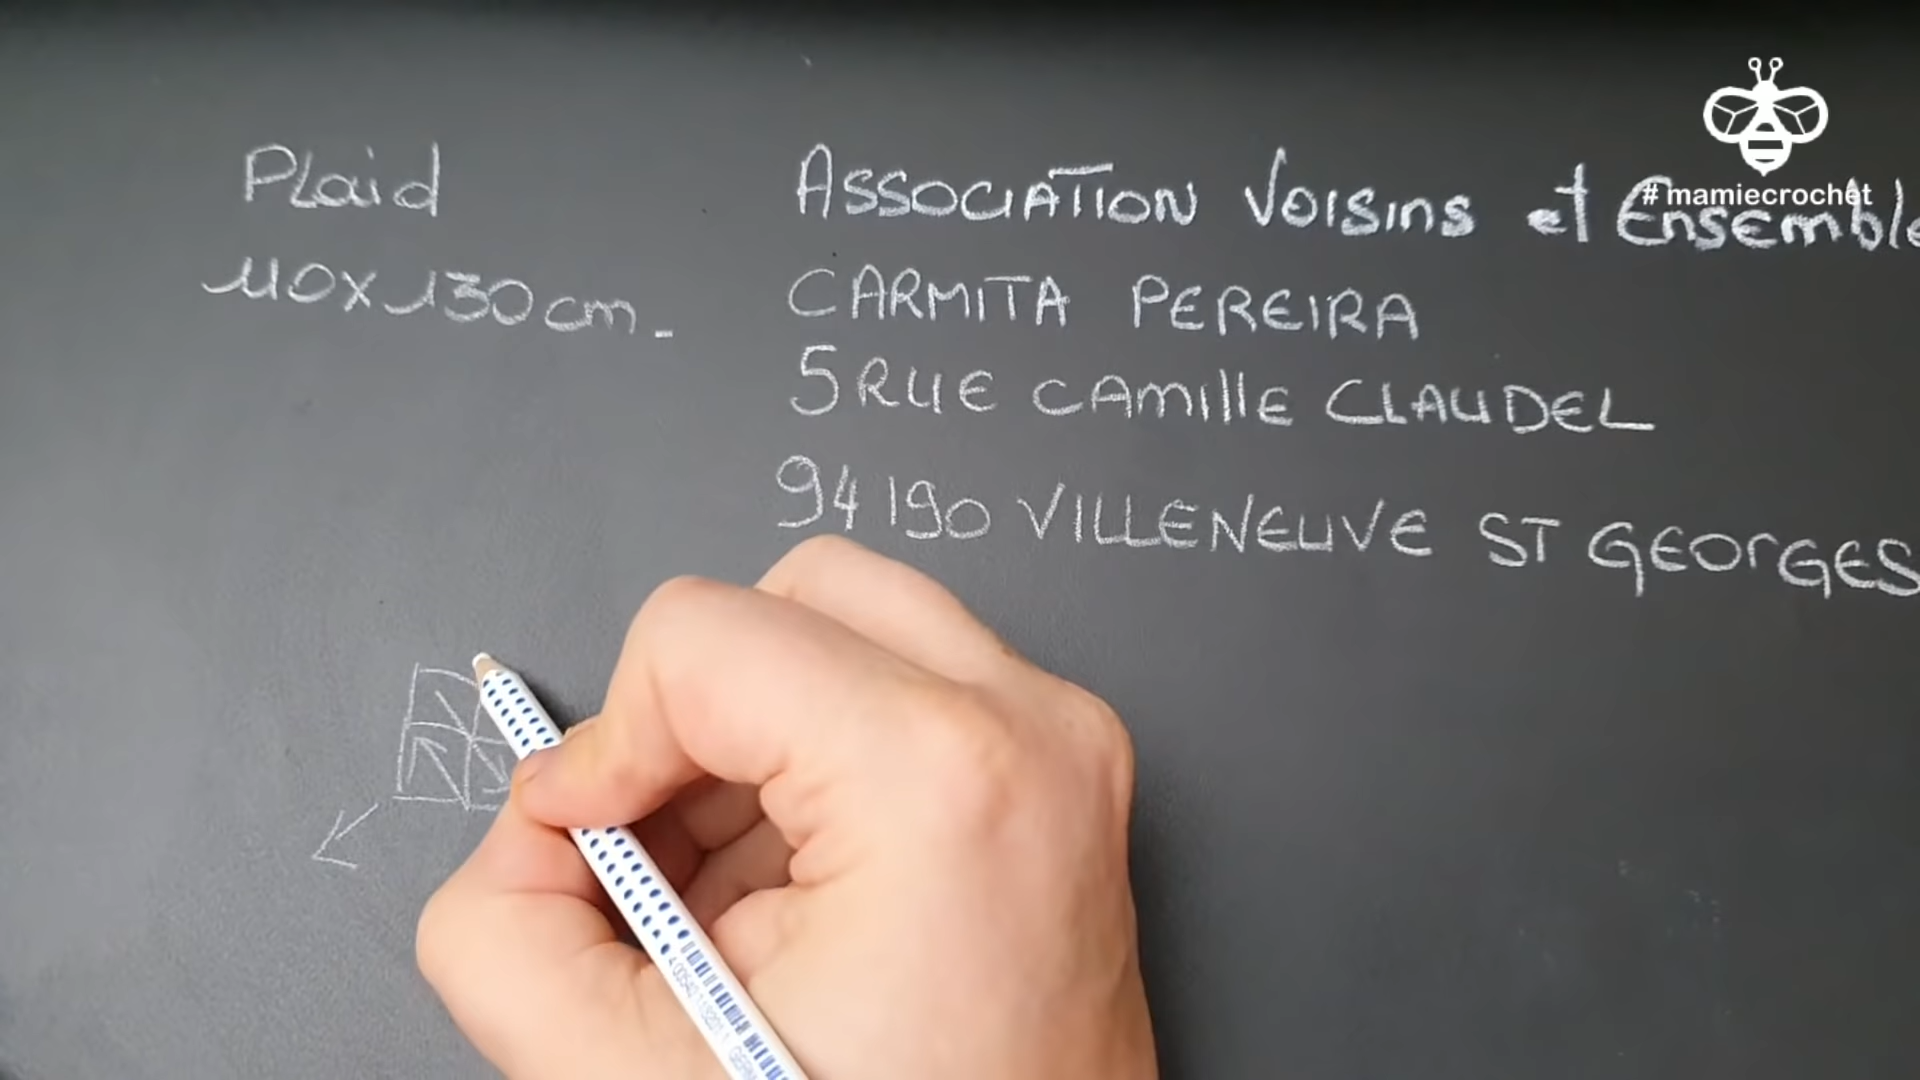 Plaid
110x130cm.
ASSOCIATION Voisins et Ensemble
CARMITA PEREIRA
5 RUE CAMILLE CLAUDEL
94190 VILLENEUVE ST GEORGES
# mamiecrochet